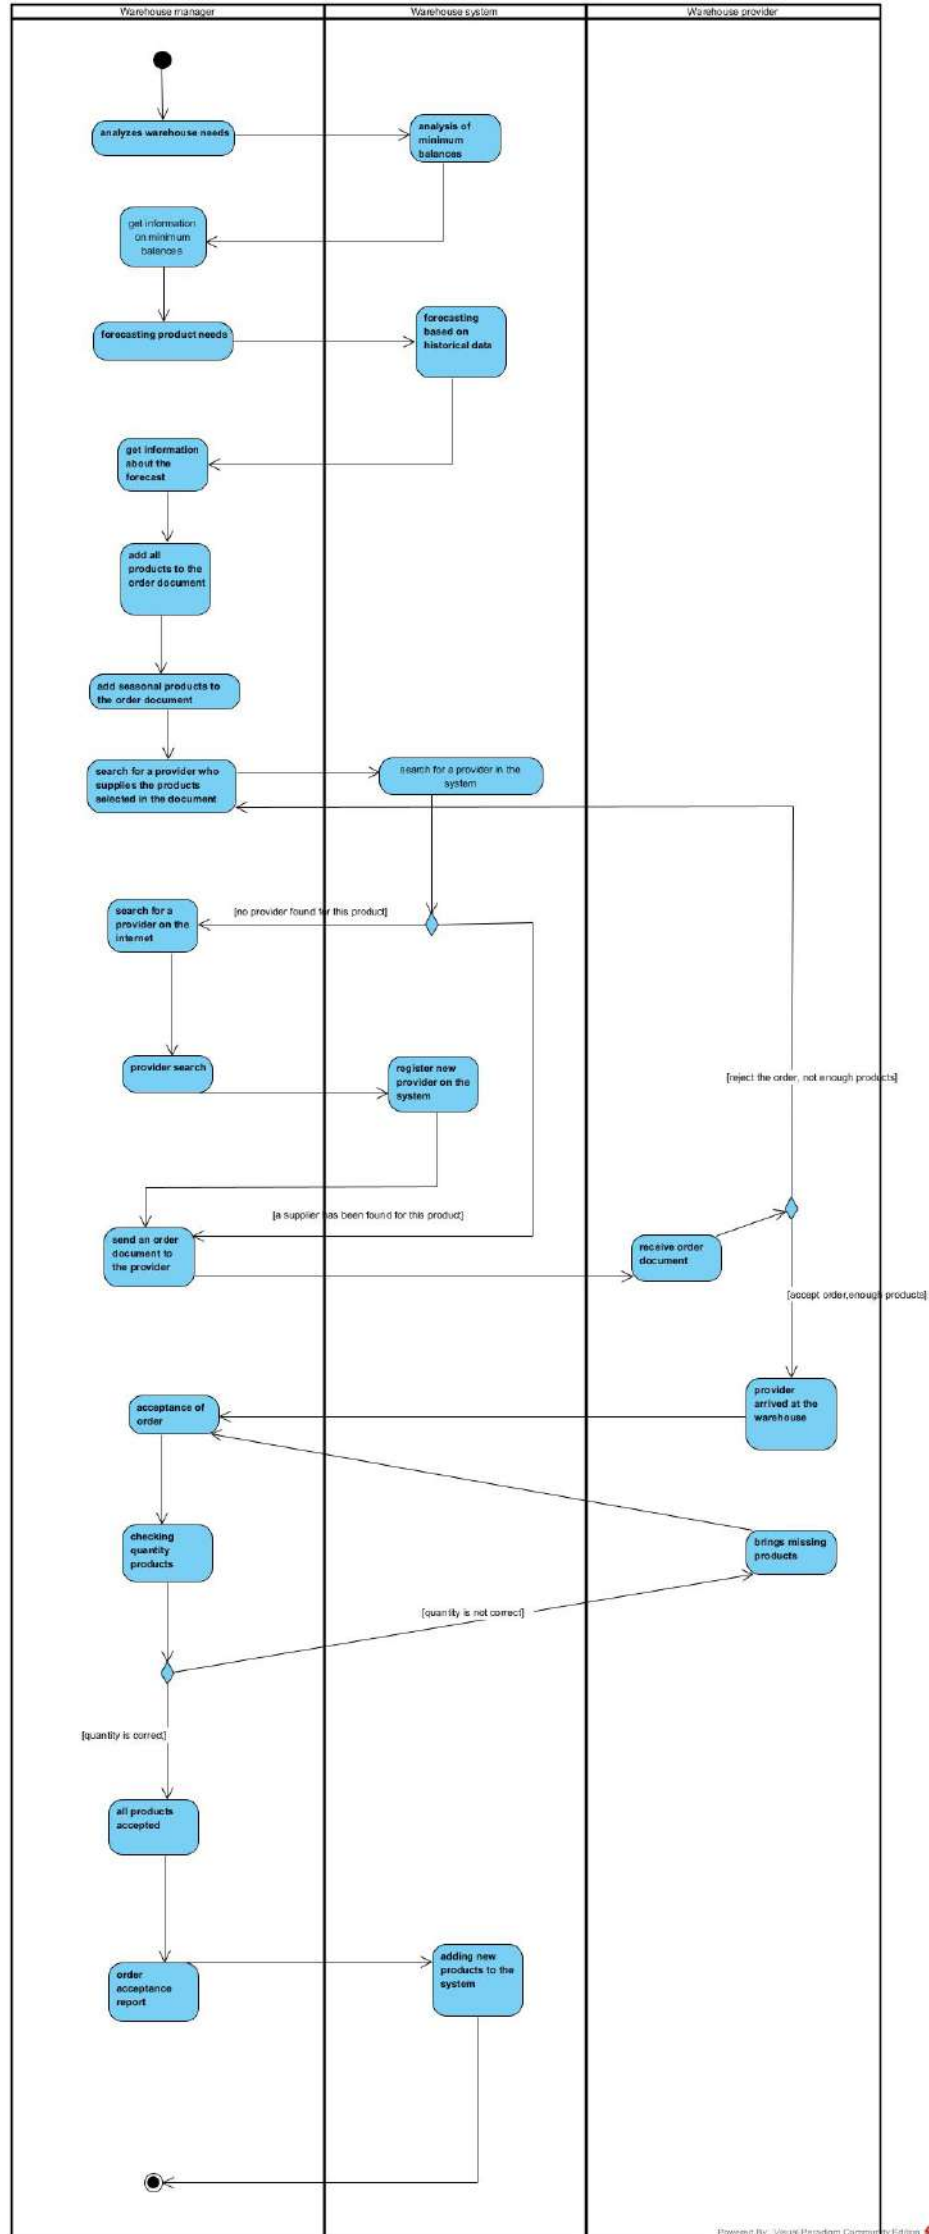 Warehouse manager
Warehouse system
Warehouse provider
analyzes warehouse needs
analysis of
minimum
balances
get information
on minimum
balances
forecasting product needs
forecasting
based on
historical data
get information
about the
forecast
add all
products to the
order document
add seasonal products to
the order document
search for a provider who
supplies the products
selected in the document
search for a provider in the
system
search for a
provider on the
internet
[no provider found for this product]
provider search
register new
provider on the
system
[reject the order, not enough products]
[a supplier has been found for this product]
send an order
document to
the provider
receive order
document
[accept order,enough products]
provider
arrived at the
warehouse
acceptance of
order
checking
quantity
products
brings missing
products
[quantity is not correct]
[quantity is correct]
all products
accepted
order
acceptance
report
adding new
products to the
system
Powered By: Visual Paradigm Community Edition